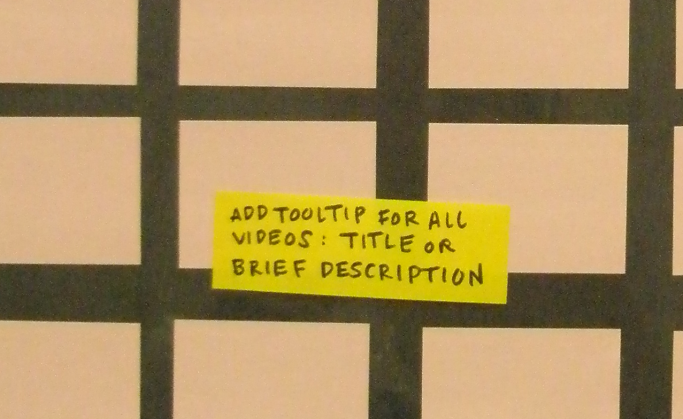 ADD TOOLTIP FOR ALL
VIDEOS: TITLE OR
BRIEF DESCRIPTION